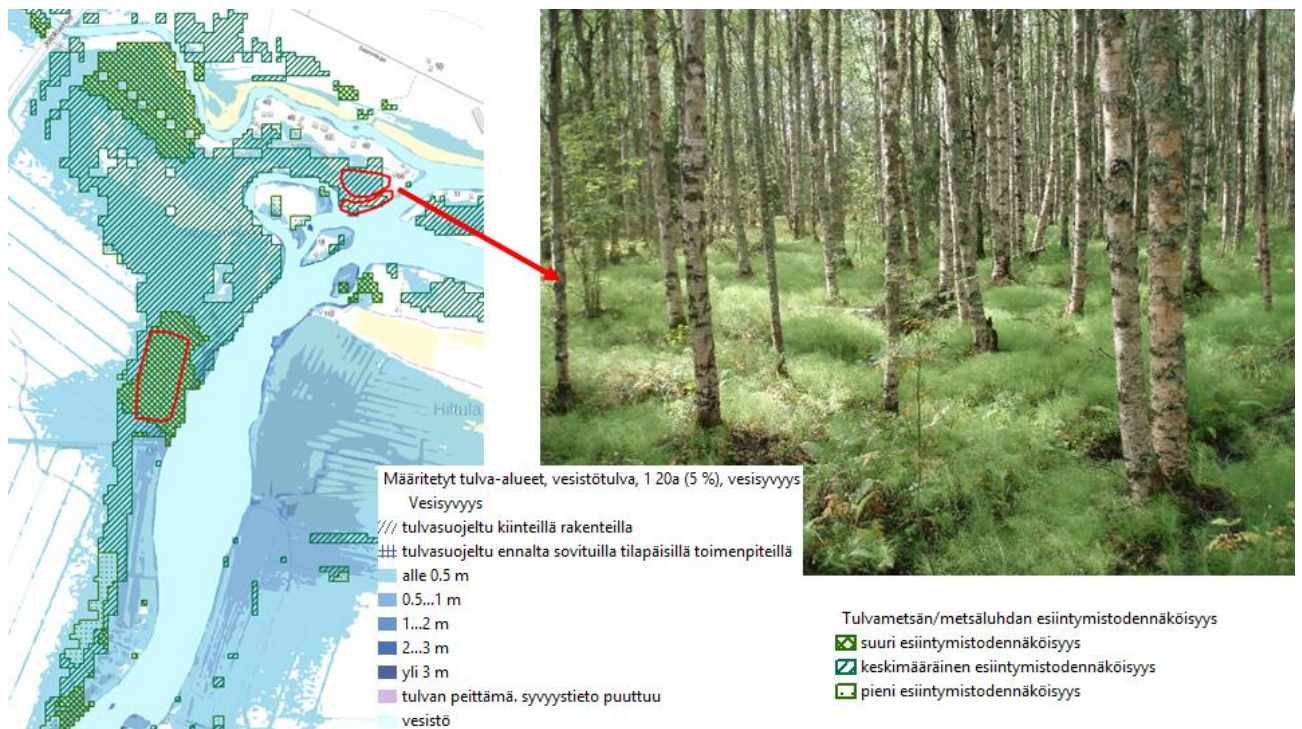 Hiltula
Määritetyt tulva-alueet, vesistötulva, 1 20a (5 %), vesisyvyys
Vesisyvyys
tulvasuojeltu kiinteillä rakenteilla
tulvasuojeltu ennalta sovituilla tilapäisillä toimenpiteillä
alle 0.5 m
0.5...1 m
1...2 m
2...3 m
yli 3 m
tulvan peittämä. syvyystieto puuttuu
vesistö
Tulvametsän/metsäluhdan esiintymistodennäköisyys
suuri esiintymistodennäköisyys
keskimääräinen esiintymistodennäköisyys
pieni esiintymistodennäköisyys